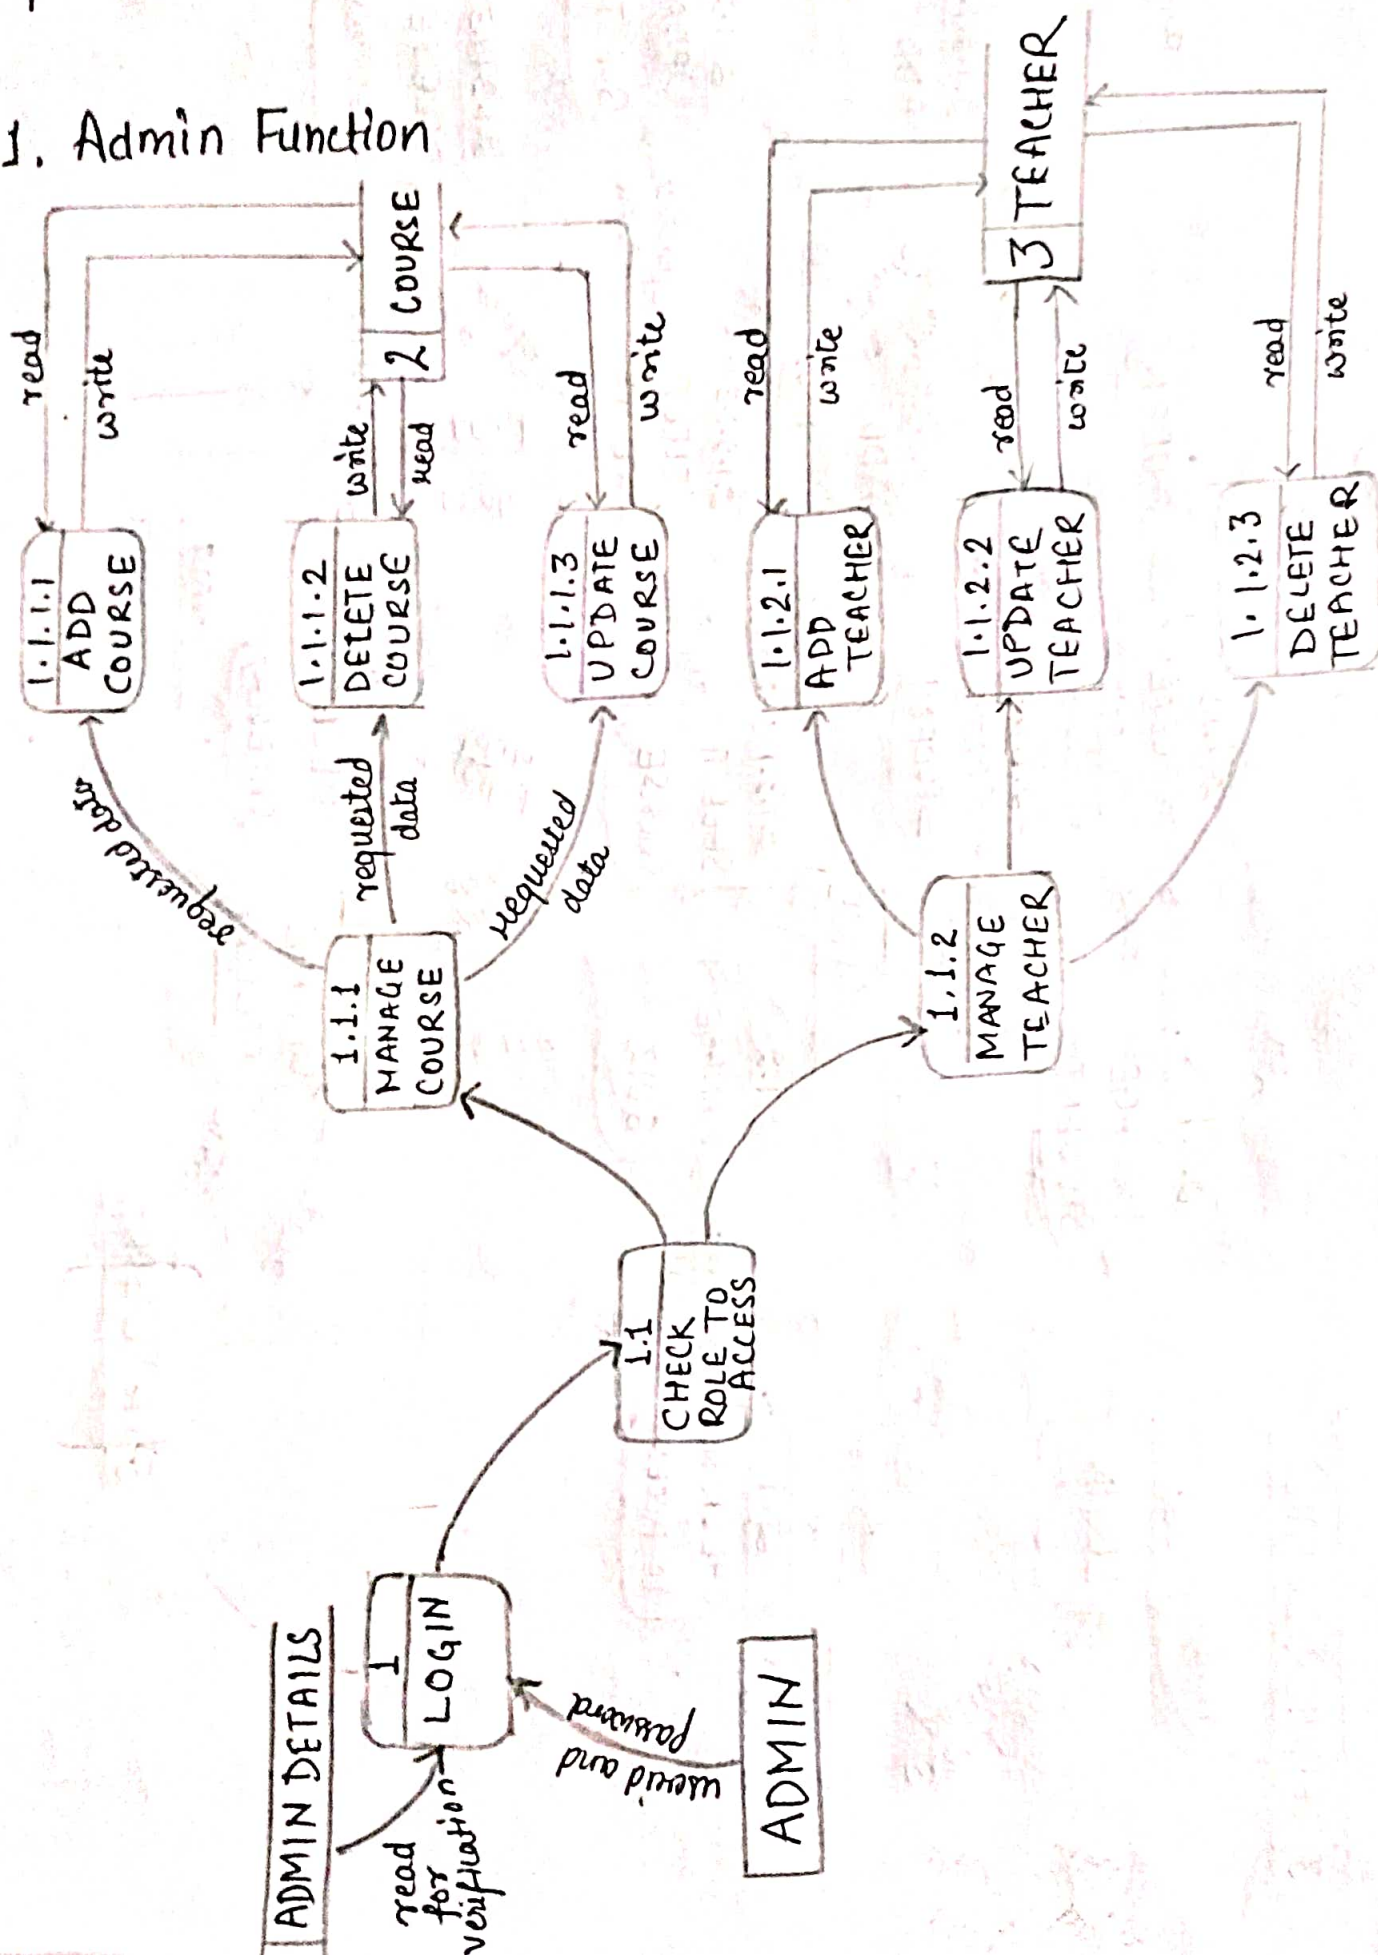 1. Admin Function
ADMIN DETAILS
read
for
verification
1
LOGIN
userid and
password
ADMIN
1.1
CHECK
ROLE TO
ACCESS
1.1.1
MANAGE
COURSE
requested data
requested
data
requested
data
1.1.1.1
ADD
COURSE
read
write
1.1.1.2
DELETE
COURSE
write
read
1.1.1.3
UPDATE
COURSE
read
write
2 COURSE
1.1.2
MANAGE
TEACHER
1.1.2.1
ADD
TEACHER
read
write
1.1.2.2
UPDATE
TEACHER
read
write
1.1.2.3
DELETE
TEACHER
read
write
3 TEACHER